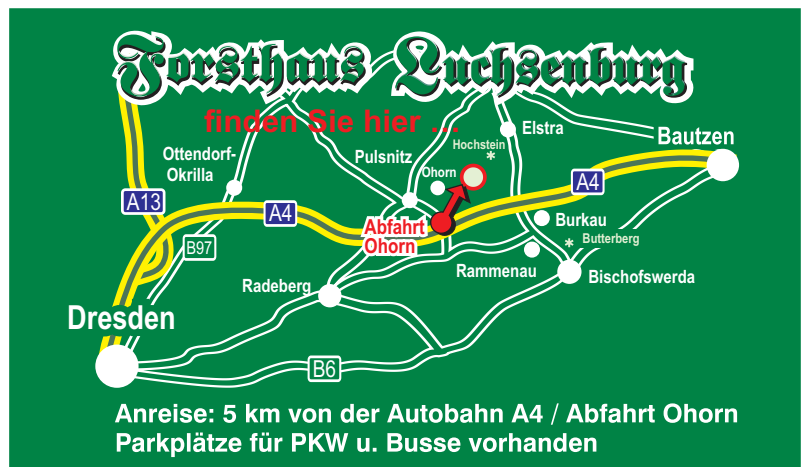 Forsthaus Luchsenburg
finden Sie hier ...
Elstra
Bautzen
Hochstein
*
Ottendorf-
Okrilla
Pulsnitz
Ohorn
A13
A4
A4
Abfahrt
Ohorn
Burkau
* Butterberg
B97
Rammenau
Bischofswerda
Radeberg
Dresden
B6
Anreise: 5 km von der Autobahn A4 / Abfahrt Ohorn
Parkplätze für PKW u. Busse vorhanden